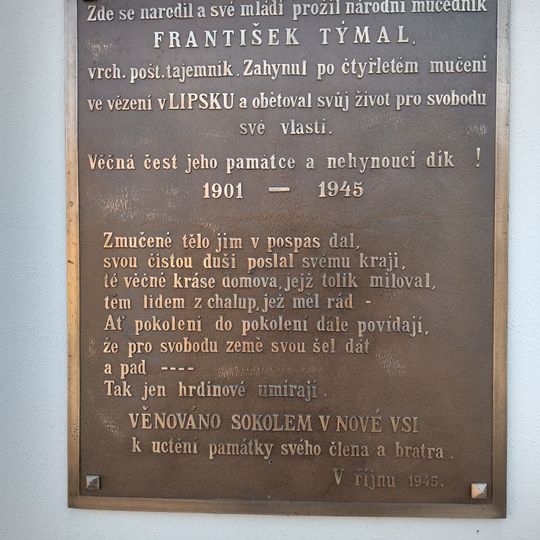 Zde se narodil a své mládí prožil národní mučedník
FRANTIŠEK TÝMAL,
vrch. pošt. tajemník. Zahynul po čtyřletém mučení
ve vězení v LIPSKU a obětoval svůj život pro svobodu
své vlasti.
Věčná čest jeho památce a nehynoucí dík !
1901 — 1945
Zmučené tělo jim v pospas dal,
svou čistou duši poslal svému kraji,
té věčné kráse domova, jejž tolik miloval,
těm lidem z chalup, jež měl rád -
Ať pokolení do pokolení dále povídají,
že pro svobodu země svou šel dát
a pad ----
Tak jen hrdinové umírají.
VĚNOVÁNO SOKOLEM V NOVÉ VSI
k uctění památky svého člena a bratra.
V říjnu 1945.